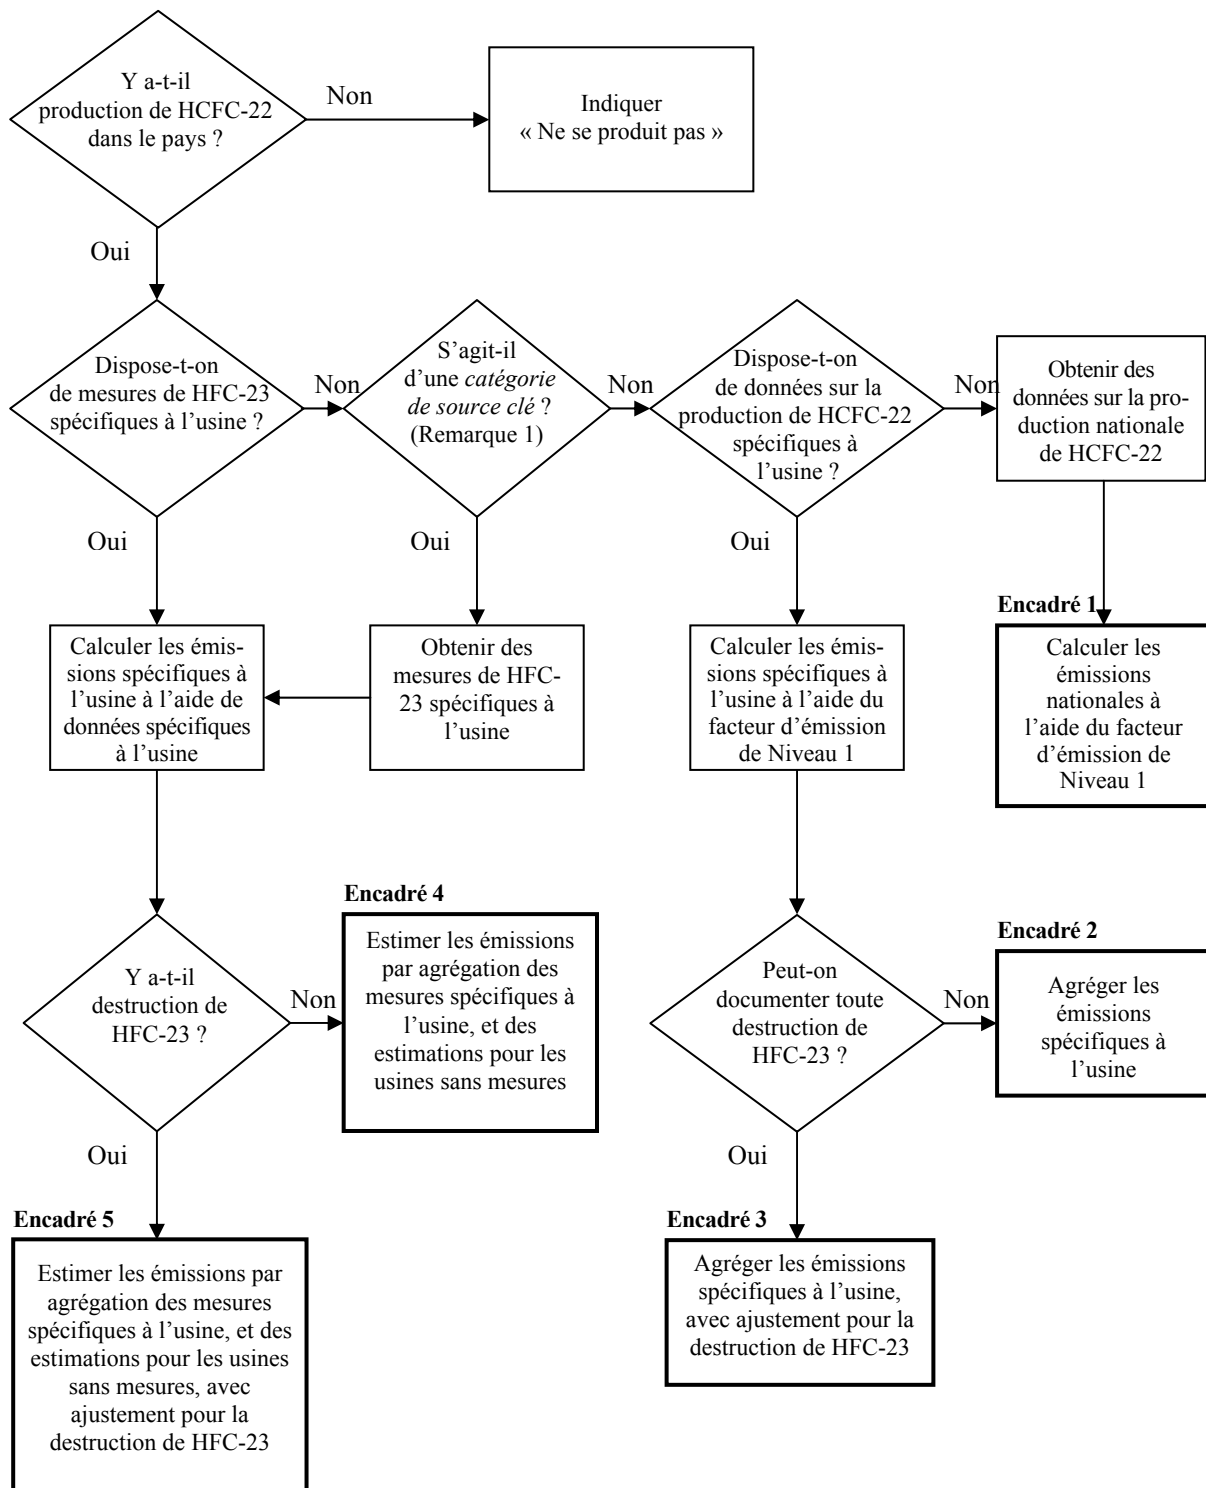 Y a-t-il
production de HCFC-22
dans le pays ?
Non
Indiquer
« Ne se produit pas »
Oui
Dispose-t-on
de mesures de HFC-23
spécifiques à l’usine ?
Non
S’agit-il
d’une catégorie
de source clé ?
(Remarque 1)
Non
Dispose-t-on
de données sur la
production de HCFC-22
spécifiques à
l’usine ?
Non
Obtenir des
données sur la pro-
duction nationale
de HCFC-22
Oui
Oui
Oui
Calculer les émis-
sions spécifiques à
l’usine à l’aide de
données spécifiques
à l’usine
Obtenir des
mesures de HFC-
23 spécifiques à
l’usine
Calculer les émis-
sions spécifiques à
l’usine à l’aide du
facteur d’émission
de Niveau 1
Encadré 1
Calculer les
émissions
nationales à
l’aide du facteur
d’émission de
Niveau 1
Y a-t-il
destruction de
HFC-23 ?
Non
Encadré 4
Estimer les émissions
par agrégation des
mesures spécifiques à
l’usine, et des
estimations pour les
usines sans mesures
Peut-on
documenter toute
destruction de
HFC-23 ?
Non
Encadré 2
Agréger les
émissions
spécifiques à
l’usine
Oui
Oui
Encadré 5
Estimer les émissions par
agrégation des mesures
spécifiques à l’usine, et des
estimations pour les usines
sans mesures, avec
ajustement pour la
destruction de HFC-23
Encadré 3
Agréger les émissions
spécifiques à l’usine,
avec ajustement pour la
destruction de HFC-23